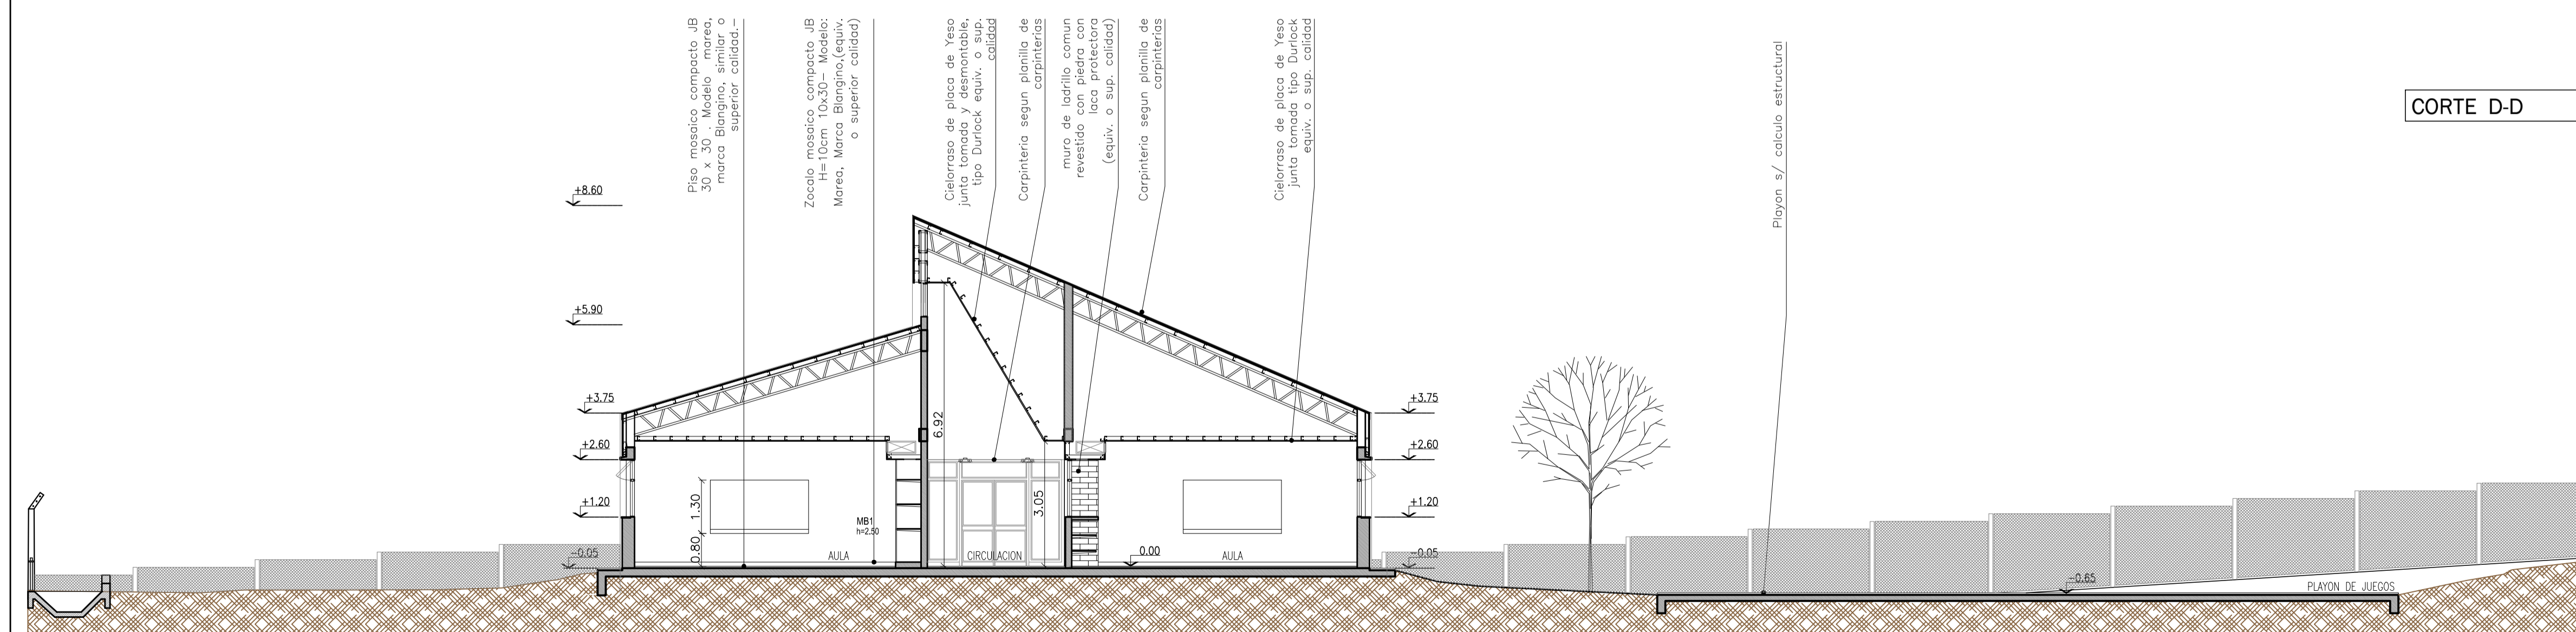 Piso mosaico compacto JB
30 x 30 . Modelo marea,
marca Blangino, similar o
superior calidad.-
Zocalo mosaico compacto JB
H=10cm 10x30- Modelo:
Marea, Marca Blangino,(equiv.
o superior calidad)
Cielorraso de placa de Yeso
junta tomada y desmontable,
tipo Durlock equiv. o sup.
calidad
Carpinteria segun planilla de
carpinterias
muro de ladrillo comun
revestido con piedra con
laca protectora
(equiv. o sup. calidad)
Carpinteria segun planilla de
carpinterias
Cielorraso de placa de Yeso
junta tomada tipo Durlock
equiv. o sup. calidad
Playon s/ calculo estructural
CORTE D-D
+8.60
+5.90
+3.75
+2.60
+1.20
-0.05
1.30
0.80
MB1
h=2.50
AULA
6.92
CIRCULACION
3.05
0.00
AULA
+3.75
+2.60
+1.20
-0.05
-0.65
PLAYON DE JUEGOS